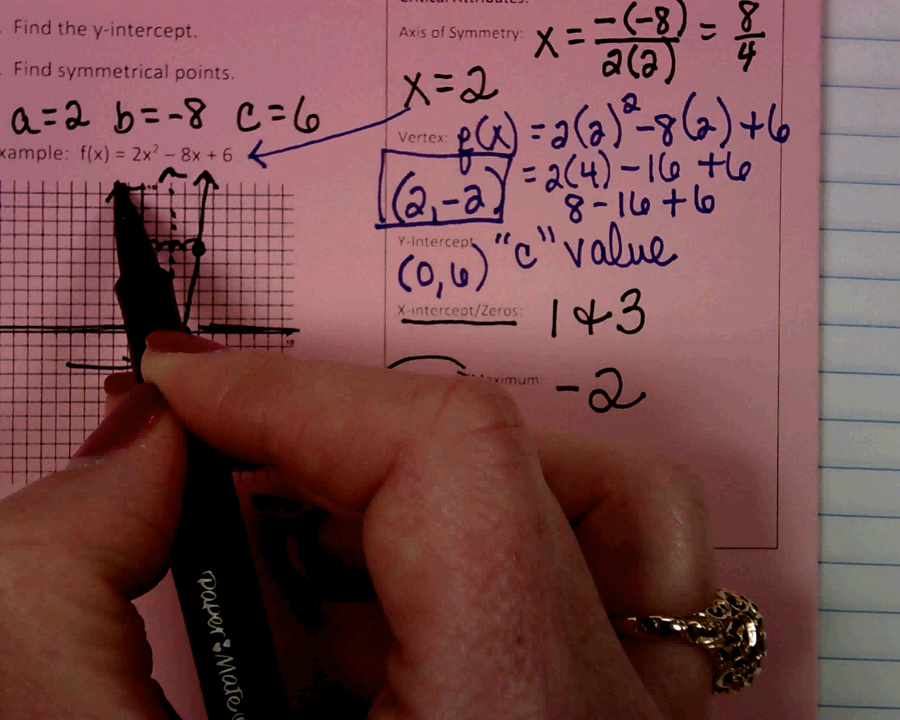 Find the y-intercept.
Find symmetrical points.
a=2 b=-8 c=6
xample: f(x) = 2x² − 8x + 6
Axis of Symmetry: x = -(-8)/2(2) = 8/4
x=2
Vertex: f(x) = 2(2)²-8(2)+6
(2,-2) = 2(4)-16+6
8-16+6
Y-Intercept "c" value
(0,6)
X-intercept/Zeros: 1 & 3
-2
Paper Mate